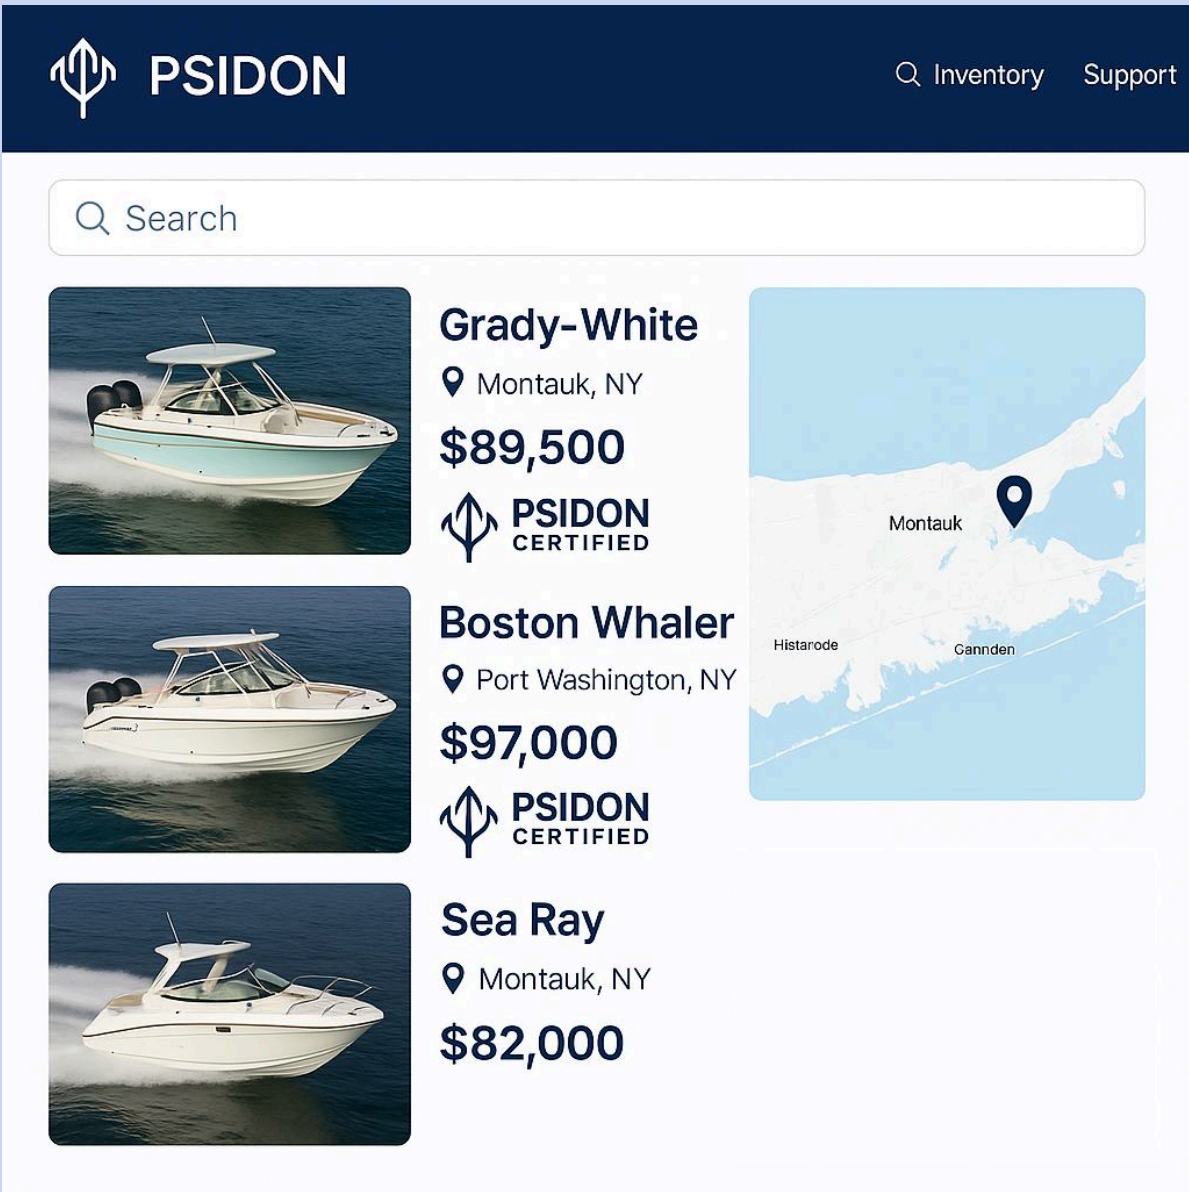 PSIDON
Inventory
Support
Search
Grady-White
Montauk, NY
$89,500
PSIDON
CERTIFIED
Boston Whaler
Port Washington, NY
$97,000
PSIDON
CERTIFIED
Sea Ray
Montauk, NY
$82,000
Montauk
Histarode
Gannden